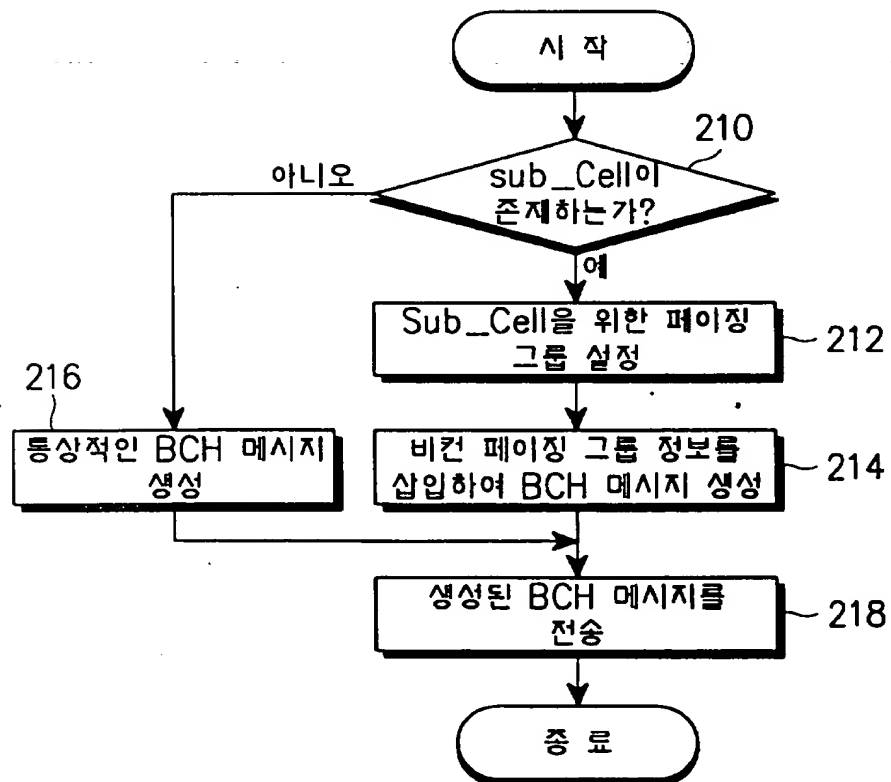 시 작
210
sub_Cell이
존재하는가?
아니오
예
Sub_Cell을 위한 페이징
그룹 설정
212
216
통상적인 BCH 메시지
생성
비컨 페이징 그룹 정보를
삽입하여 BCH 메시지 생성
214
생성된 BCH 메시지를
전송
218
종 료